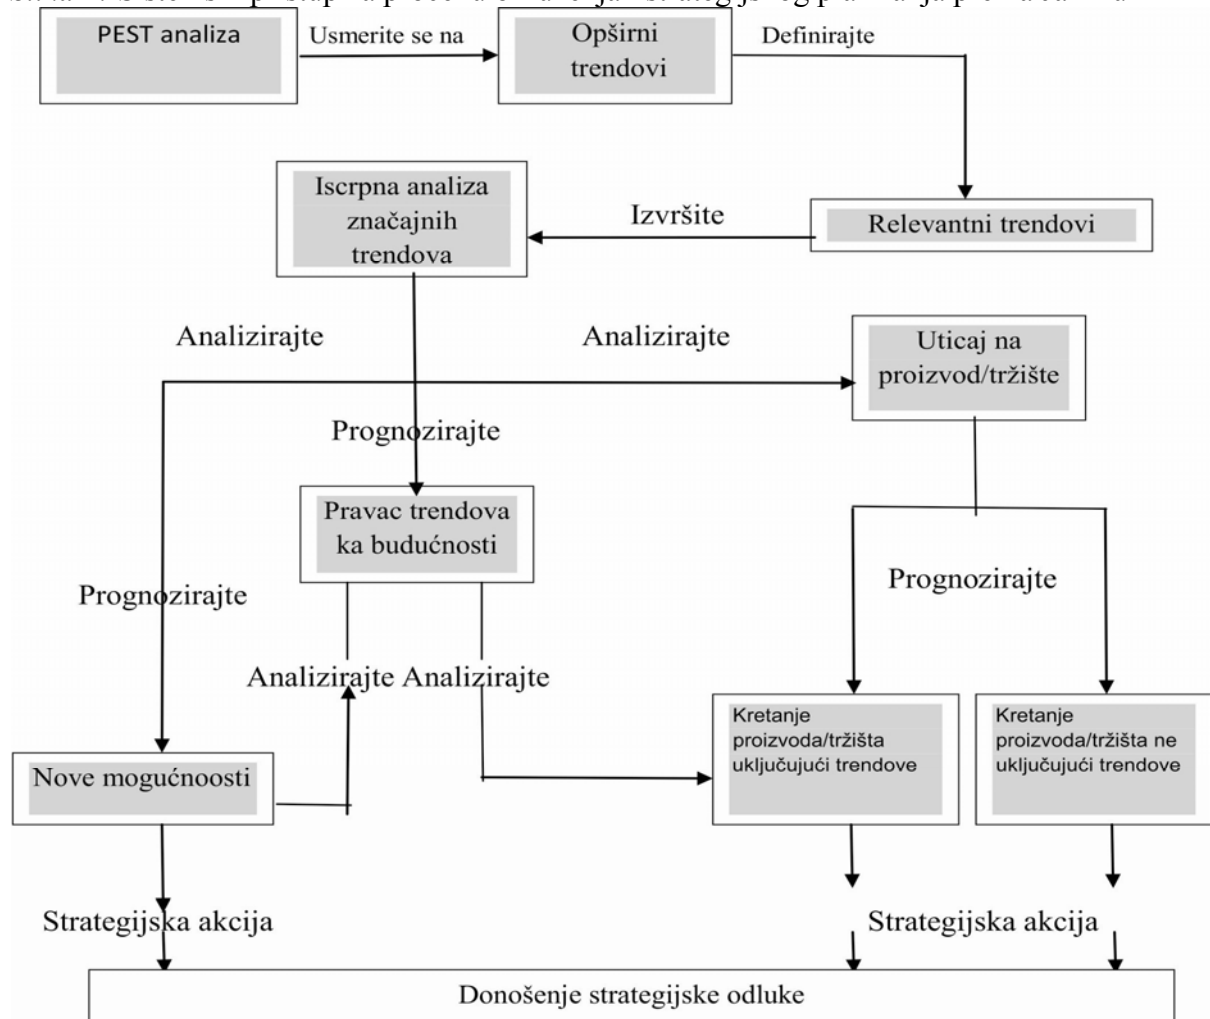 PEST analiza
Usmerite se na
Opširni
trendovi
Definirajte
Iscrpna analiza
značajnih
trendova
Izvršite
Relevantni trendovi
Analizirajte
Analizirajte
Uticaj na
proizvod/tržište
Prognozirajte
Pravac trendova
ka budućnosti
Prognozirajte
Prognozirajte
Analizirajte Analizirajte
Kretanje
proizvoda/tržišta
uključujući trendove
Kretanje
proizvoda/tržišta ne
uključujući trendove
Nove mogućnoosti
Strategijska akcija
Strategijska akcija
Donošenje strategijske odluke